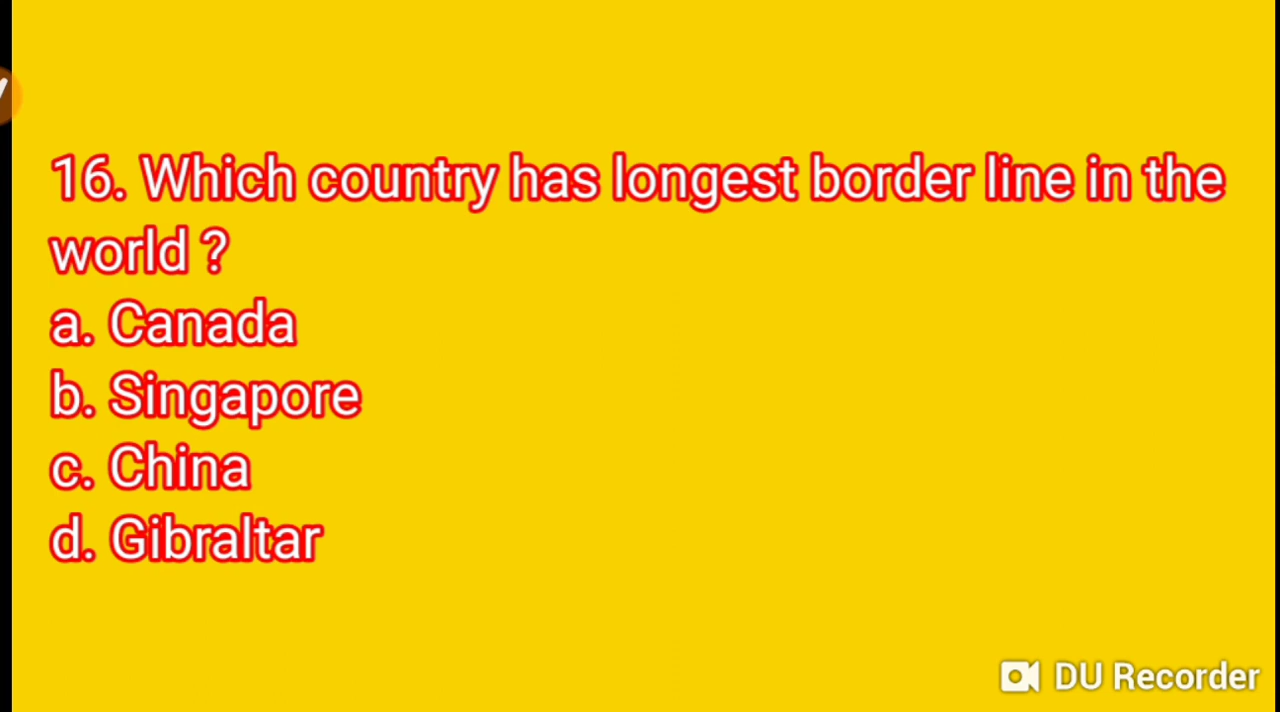 16. Which country has longest border line in the
world ?
a. Canada
b. Singapore
c. China
d. Gibraltar
DU Recorder